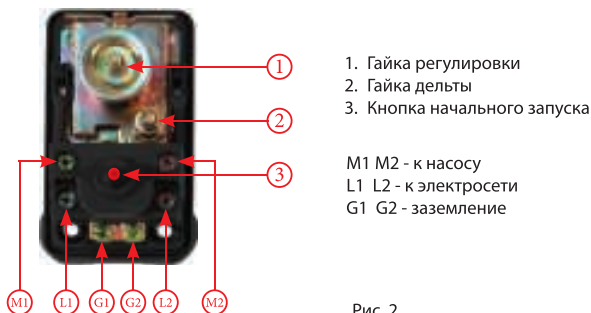 1
2
3
M1
L1
G1
G2
L2
M2
1. Гайка регулировки
2. Гайка дельты
3. Кнопка начального запуска
M1 M2 - к насосу
L1 L2 - к электросети
G1 G2 - заземление
Рис. 2